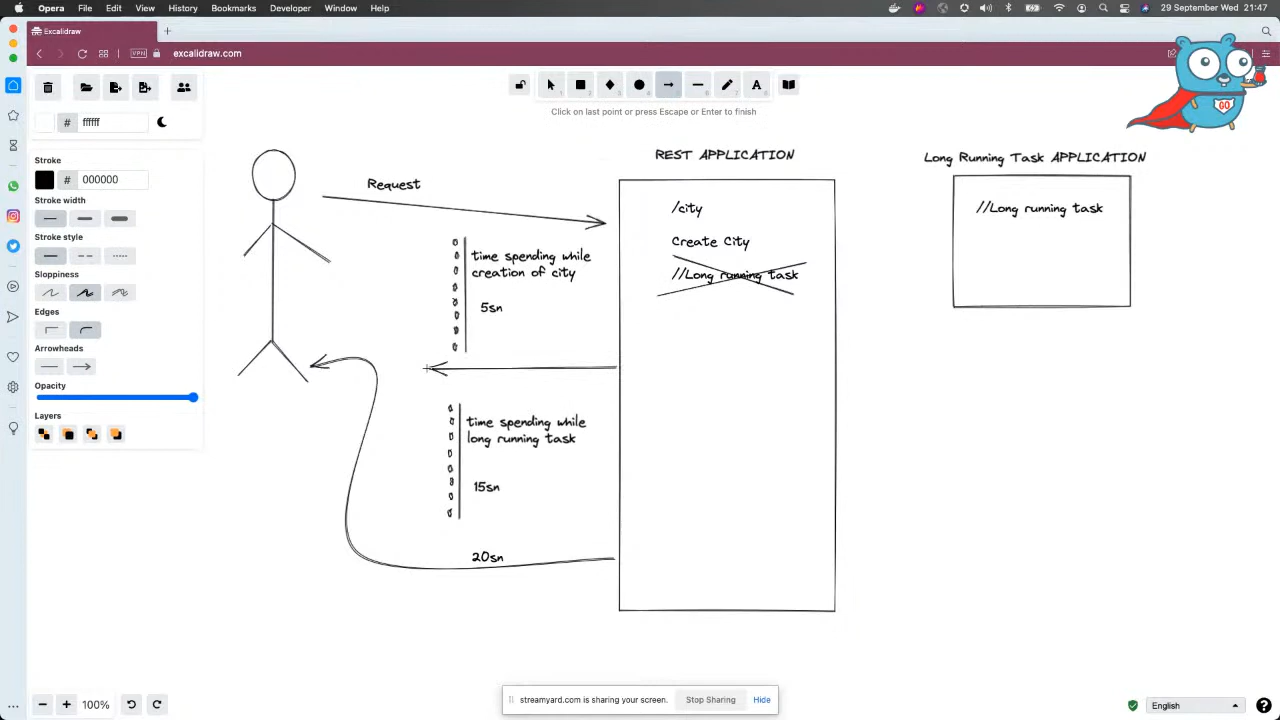 Opera File Edit View History Bookmarks Developer Window Help
29 September Wed 21:47
Excalidraw
VPN excalidraw.com
# ffffff
Click on last point or press Escape or Enter to finish
GO
Stroke
# 000000
Stroke width
Stroke style
Sloppiness
Edges
Arrowheads
Opacity
Layers
Request
time spending while
creation of city
5sn
time spending while
long running task
15sn
20sn
REST APPLICATION
/city
Create City
//Long running task
Long Running Task APPLICATION
//Long running task
100%
streamyard.com is sharing your screen. Stop Sharing Hide
English